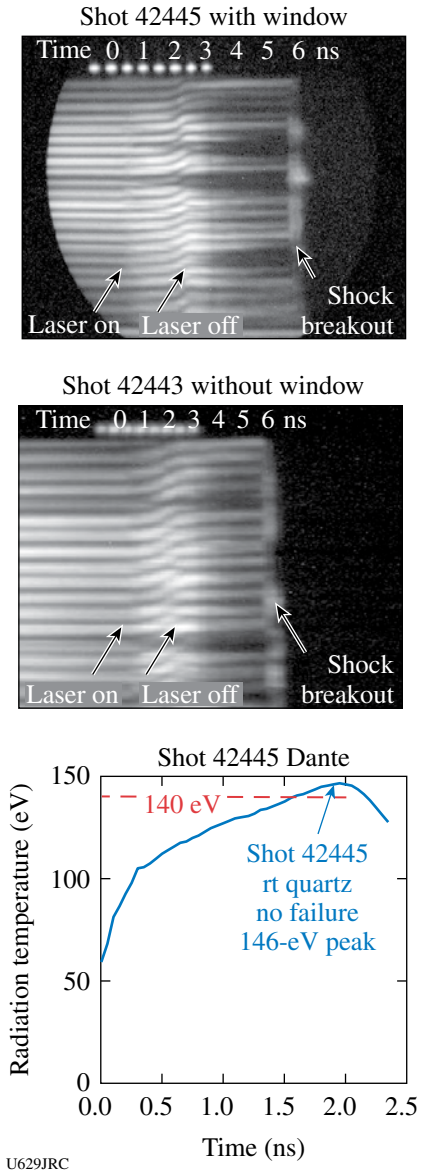 Shot 42445 with window
Time 0 1 2 3 4 5 6 ns
Laser on Laser off
Shock
breakout
Shot 42443 without window
Time 0 1 2 3 4 5 6 ns
Laser on Laser off
Shock
breakout
Shot 42445 Dante
Radiation temperature (eV)
150
100
50
0
140 eV
Shot 42445
rt quartz
no failure
146-eV peak
0.0 0.5 1.0 1.5 2.0 2.5
Time (ns)
U629JRC